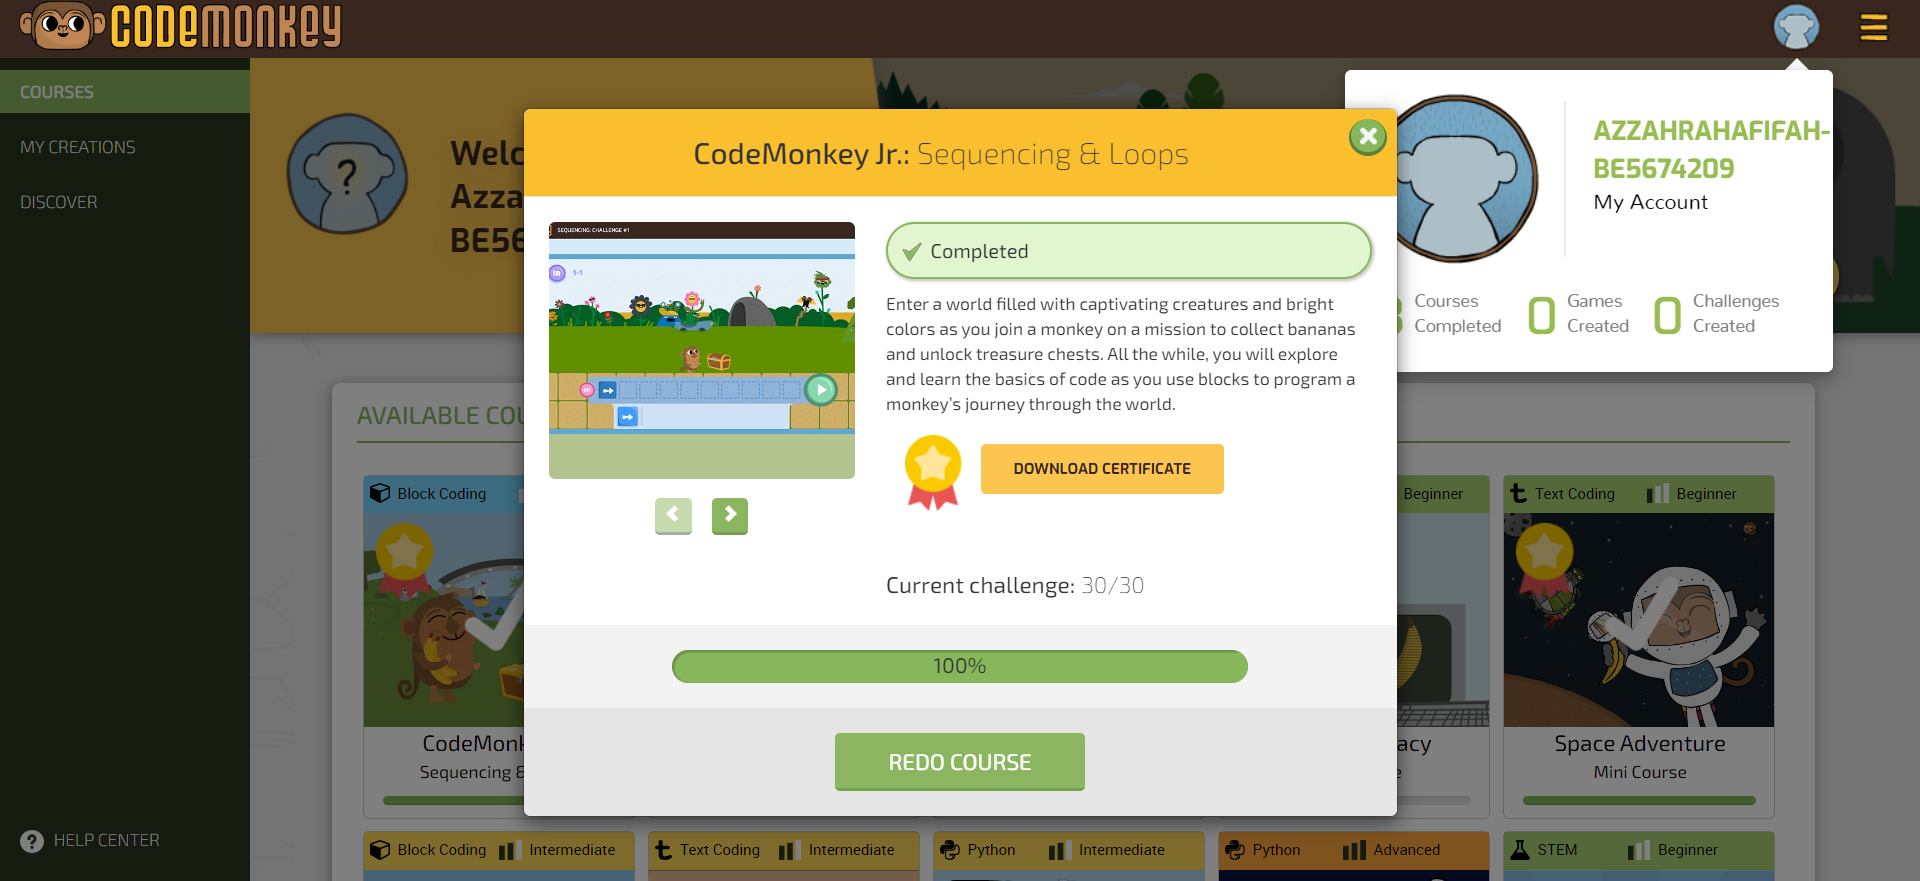 CODEMONKEY
COURSES
MY CREATIONS
DISCOVER
HELP CENTER
AZZAHRAHAFIFAH-
BE5674209
My Account
Courses
Completed
0 Games
Created
0 Challenges
Created
CodeMonkey Jr.: Sequencing & Loops
SEQUENCING: CHALLENGE #1
1-1
Completed
Enter a world filled with captivating creatures and bright
colors as you join a monkey on a mission to collect bananas
and unlock treasure chests. All the while, you will explore
and learn the basics of code as you use blocks to program a
monkey's journey through the world.
DOWNLOAD CERTIFICATE
Current challenge: 30/30
100%
REDO COURSE
?
Welc
Azza
BE56
AVAILABLE COU
Block Coding
Beginner
Text Coding Beginner
CodeMonk
Sequencing &
acy
Space Adventure
Mini Course
Block Coding Intermediate
Text Coding Intermediate
Python Intermediate
Python Advanced
STEM Beginner